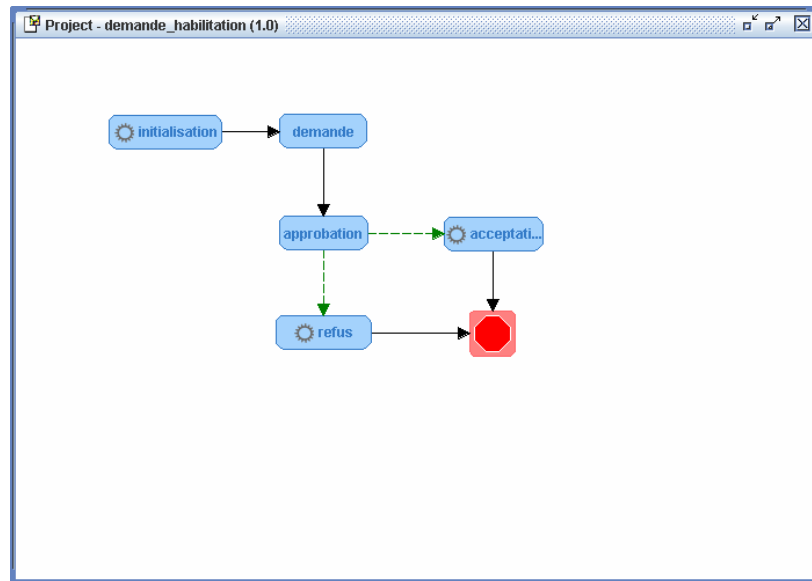 Project - demande_habilitation (1.0)
initialisation
demande
approbation
acceptati...
refus